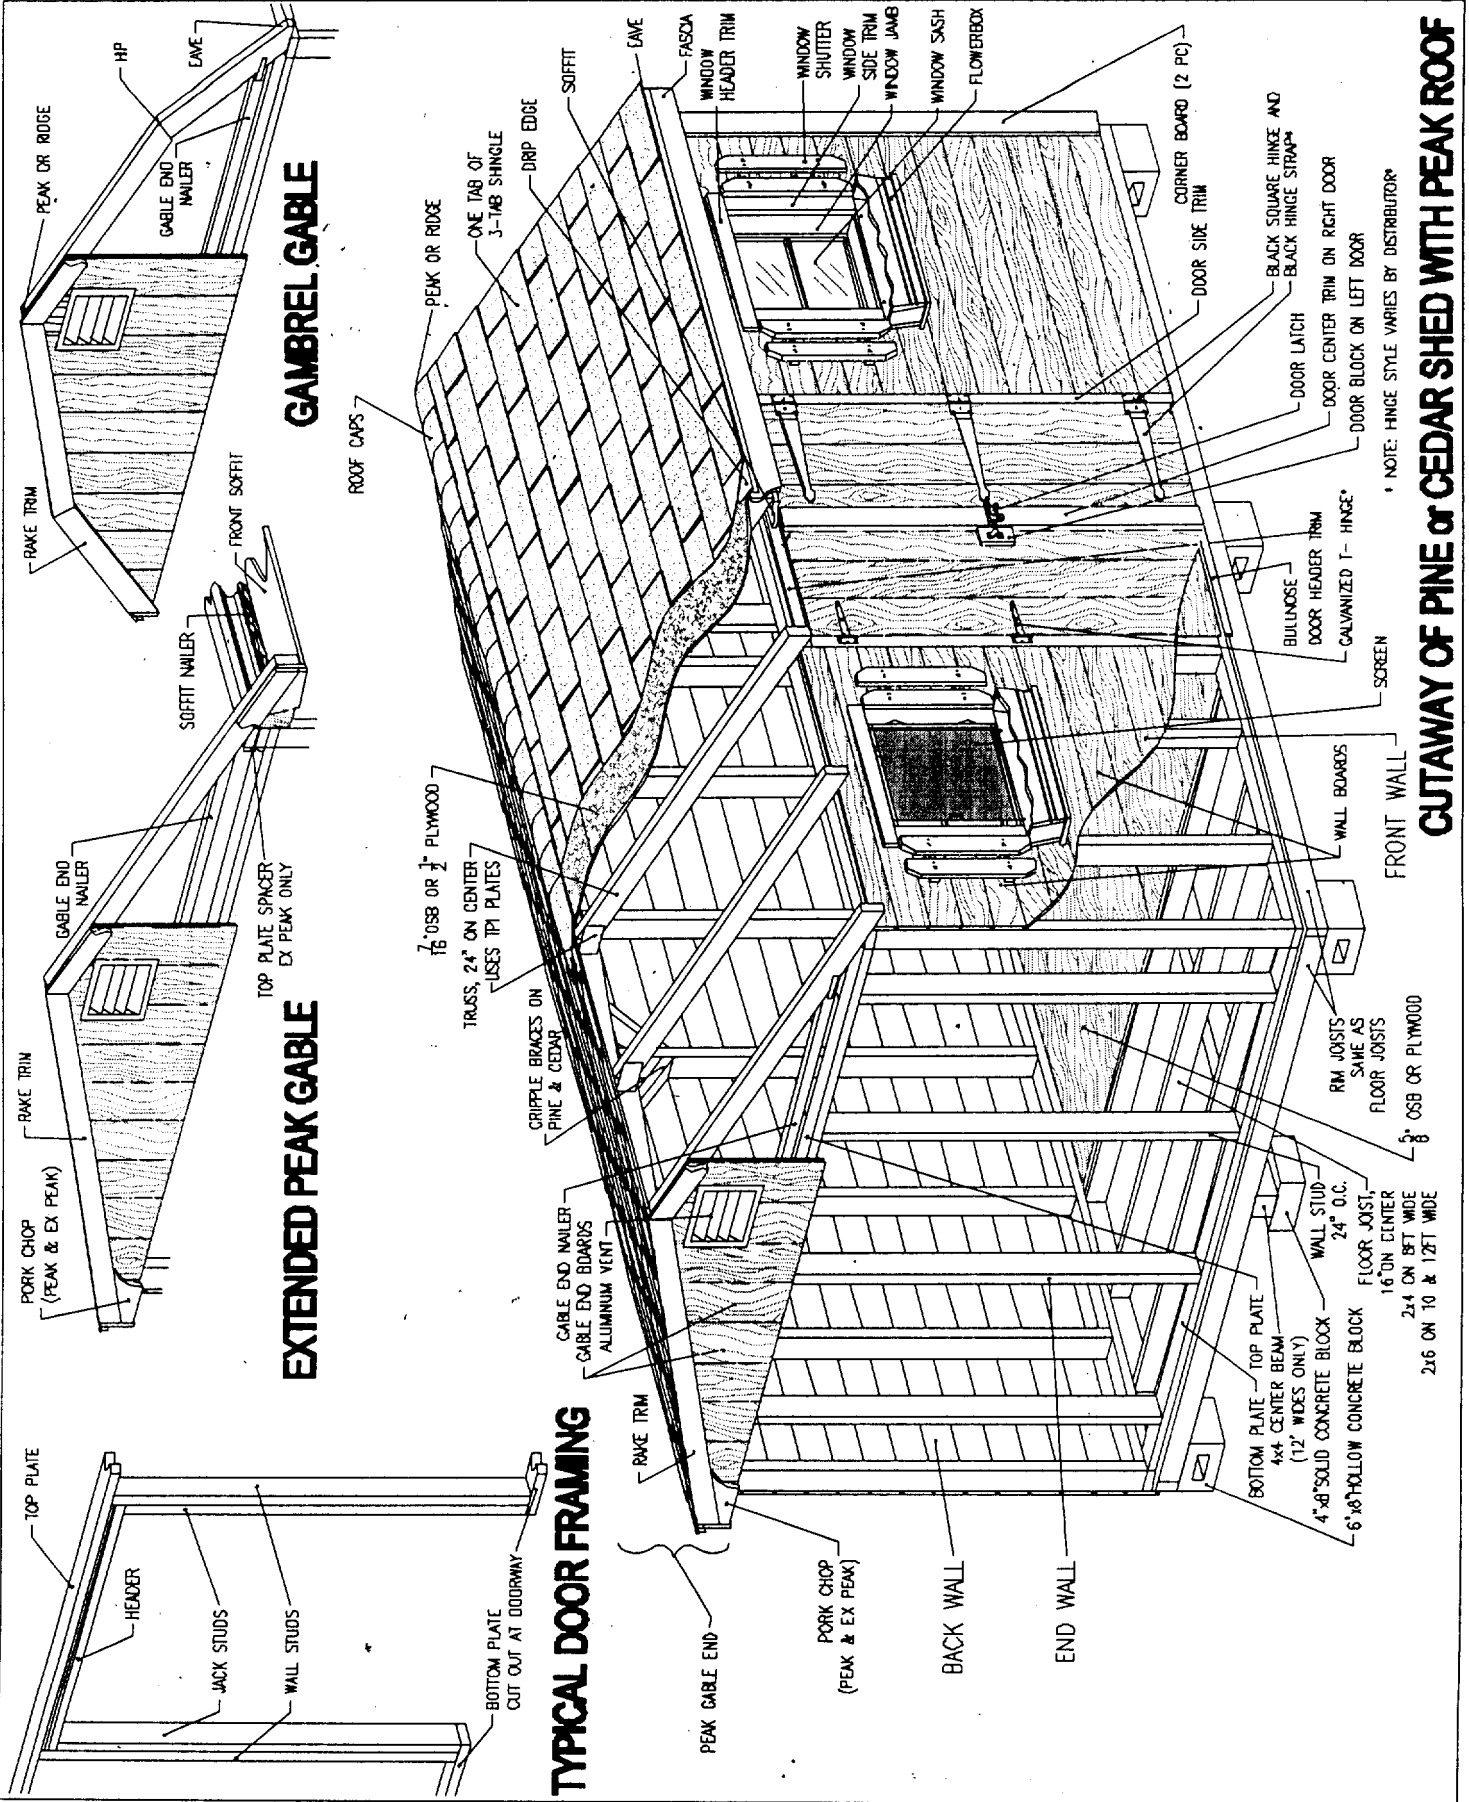 TOP PLATE
HEADER
JACK STUDS
WALL STUDS
BOTTOM PLATE
CUT OUT AT DOORWAY
TYPICAL DOOR FRAMING
PORK CHOP
(PEAK & EX PEAK)
RAKE TRIM
GABLE END
NAILER
TOP PLATE SPACER
EX PEAK ONLY
SOFFIT NAILER
FRONT SOFFIT
EXTENDED PEAK GABLE
RAKE TRIM
PEAK OR RIDGE
HIP
GABLE END
NAILER
EAVE
GAMBREL GABLE
PEAK GABLE END
PORK CHOP
(PEAK & EX PEAK)
BACK WALL
END WALL
RAKE TRIM
GABLE END NAILER
GABLE END BOARDS
ALUMINUM VENT
CRIPPLE BRACES ON
PINE & CEDAR
7/16" OSB OR 1/2" PLYWOOD
TRUSS, 24" ON CENTER
USES TPI PLATES
ROOF CAPS
PEAK OR RIDGE
ONE TAB OF
3-TAB SHINGLE
DRIP EDGE
SOFFIT
EAVE
FASCIA
WINDOW
HEADER TRIM
WINDOW
SHUTTER
WINDOW
SIDE TRIM
WINDOW JAMB
WINDOW SASH
FLOWERBOX
CORNER BOARD (2 PC)
DOOR SIDE TRIM
BLACK SQUARE HINGE AND
BLACK HINGE STRAP*
DOOR LATCH
DOOR CENTER TRIM ON RIGHT DOOR
DOOR BLOCK ON LEFT DOOR
* NOTE: HINGE STYLE VARIES BY DISTRIBUTOR*
BULLNOSE
DOOR HEADER TRIM
GALVANIZED T- HINGE*
SCREEN
WALL BOARDS
FRONT WALL
RIM JOISTS
SAME AS
FLOOR JOISTS
5/8" OSB OR PLYWOOD
WALL STUD
24" O.C.
FLOOR JOIST,
16" ON CENTER
2x4 ON 8FT WIDE
2x6 ON 10 & 12FT WIDE
TOP PLATE
BOTTOM PLATE
4x4 CENTER BEAM
(12' WIDES ONLY)
4"x8" SOLID CONCRETE BLOCK
6"x8" HOLLOW CONCRETE BLOCK
CUTAWAY OF PINE or CEDAR SHED WITH PEAK ROOF